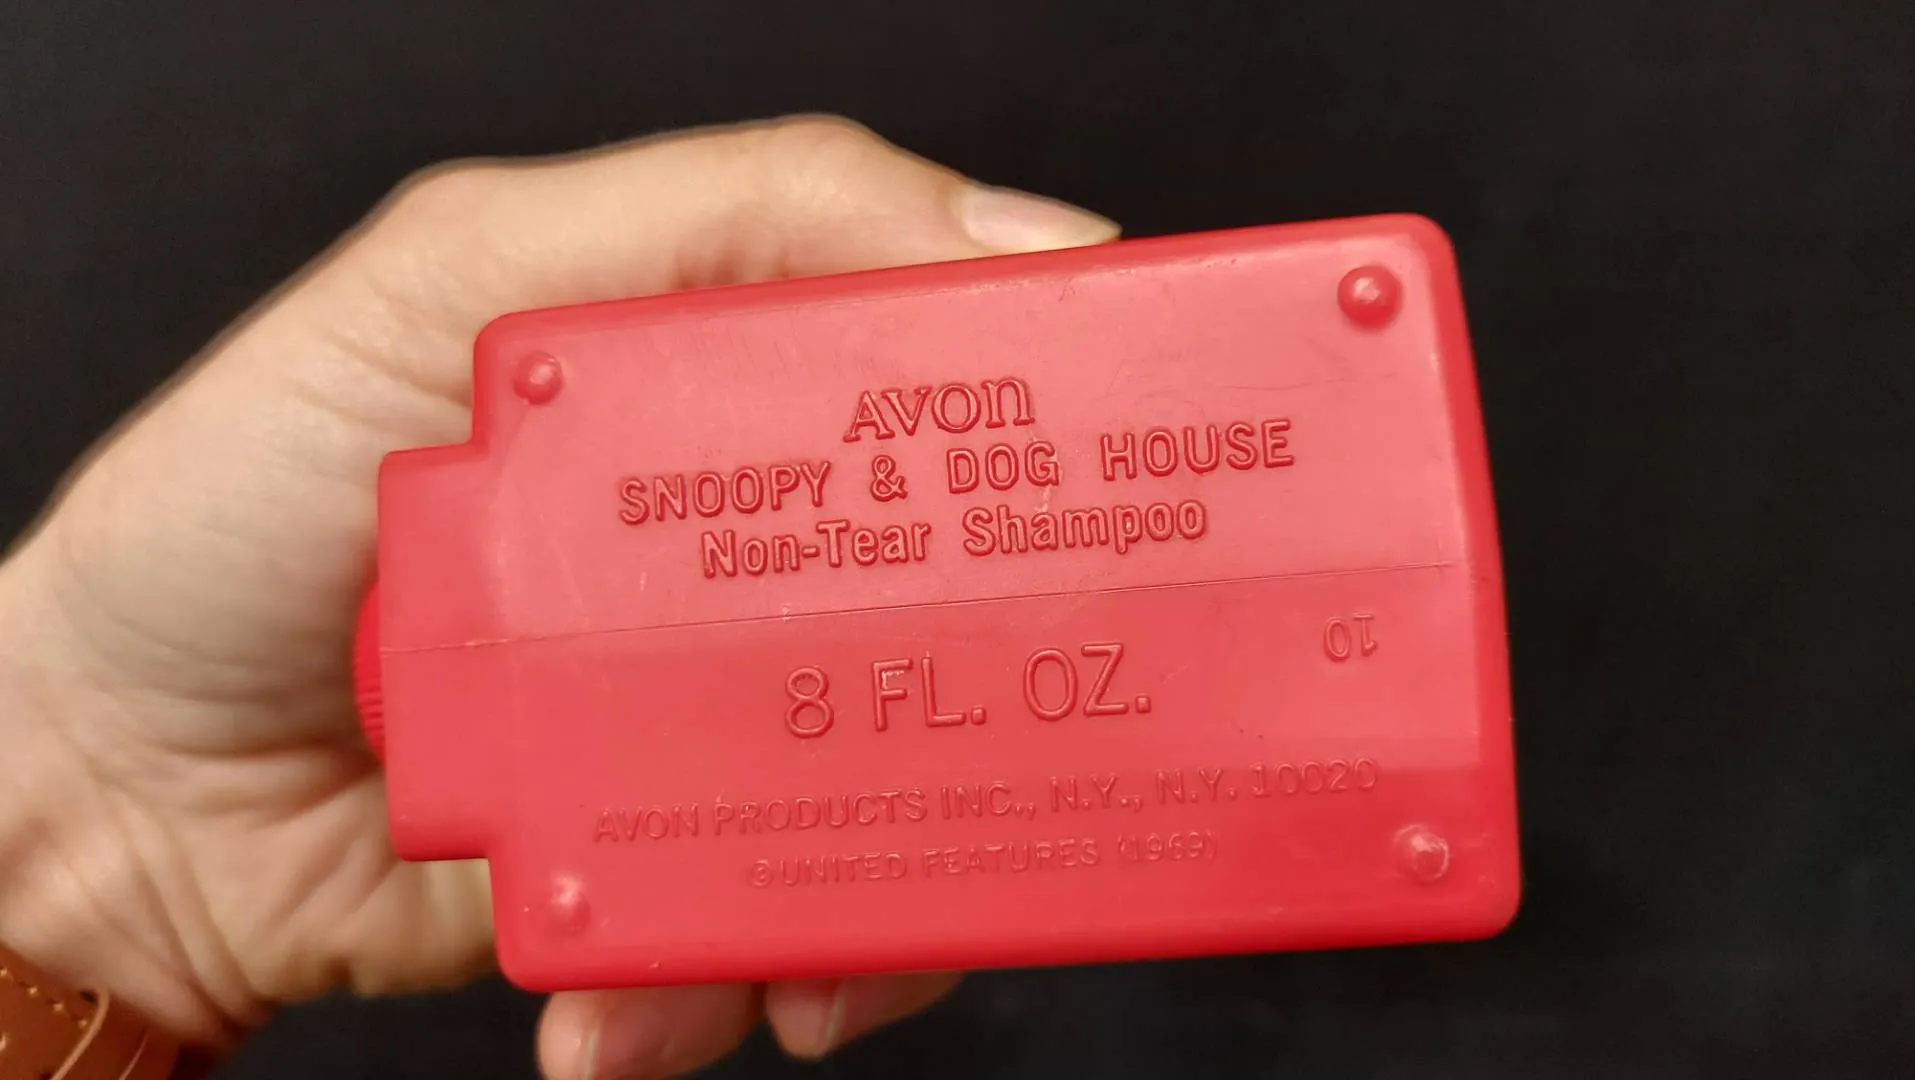 AVON
SNOOPY & DOG HOUSE
Non-Tear Shampoo
8 FL. OZ.
10
AVON PRODUCTS INC., N.Y., N.Y. 10020
©UNITED FEATURES (1969)